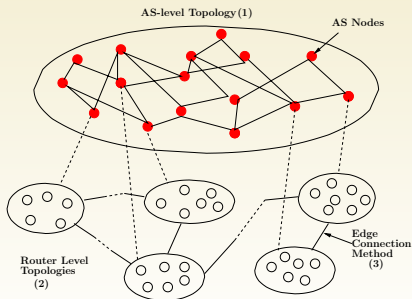 AS-level Topology (1)
AS Nodes
Router Level
Topologies
(2)
Edge
Connection
Method
(3)